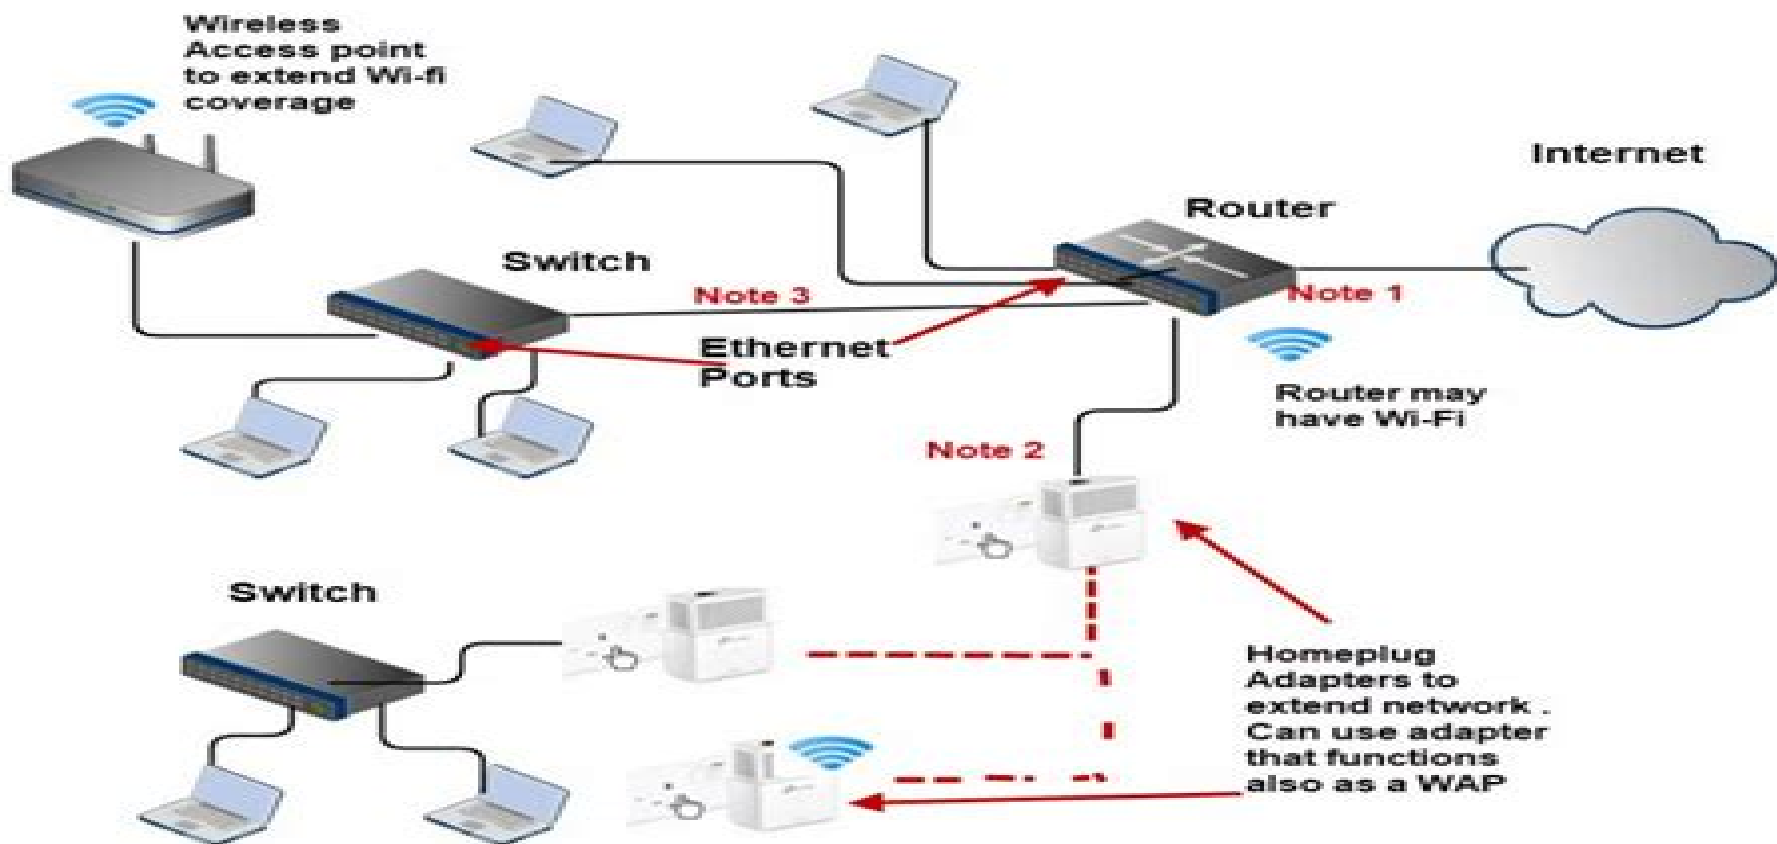 Wireless
Access point
to extend Wi-fi
coverage
Internet
Router
Switch
Note 3
Note 1
Ethernet
Ports
Router may
have Wi-Fi
Note 2
Switch
Homeplug
Adapters to
extend network .
Can use adapter
that functions
also as a WAP